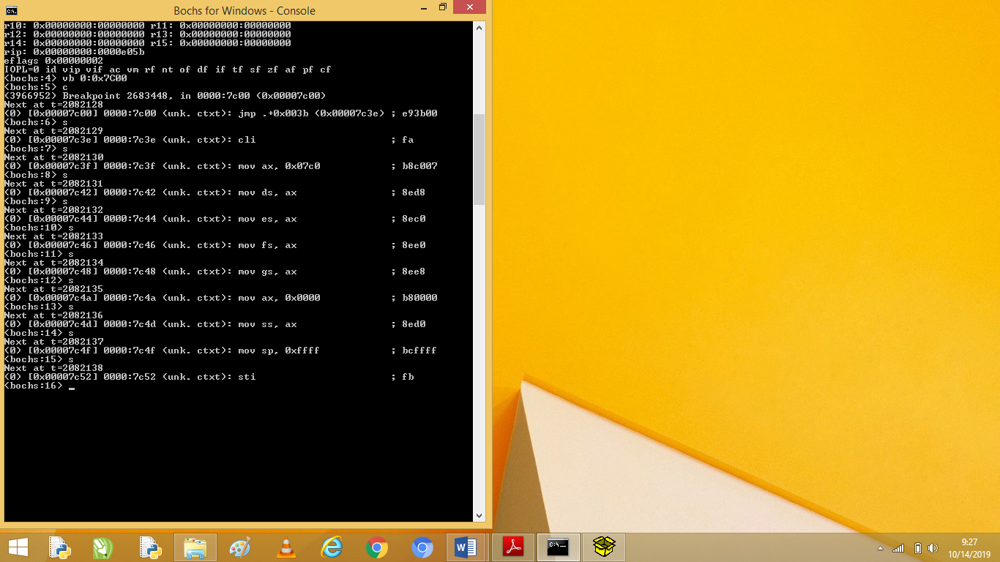 Bochs for Windows - Console
r10: 0x00000000:00000000 r11: 0x00000000:00000000
r12: 0x00000000:00000000 r13: 0x00000000:00000000
r14: 0x00000000:00000000 r15: 0x00000000:00000000
rip: 0x00000000:0000e05b
eflags 0x00000002
IOPL=0 id vip vif ac vm rf nt of df if tf sf zf af pf cf
<bochs:4> vb 0:0x7C00
<bochs:5> c
(3966952) Breakpoint 2683448, in 0000:7c00 (0x00007c00)
Next at t=2082128
(0) [0x00007c00] 0000:7c00 (unk. ctxt): jmp .+0x003b (0x00007c3e) ; e93b00
<bochs:6> s
Next at t=2082129
(0) [0x00007c3e] 0000:7c3e (unk. ctxt): cli ; fa
<bochs:7> s
Next at t=2082130
(0) [0x00007c3f] 0000:7c3f (unk. ctxt): mov ax, 0x07c0 ; b8c007
<bochs:8> s
Next at t=2082131
(0) [0x00007c42] 0000:7c42 (unk. ctxt): mov ds, ax ; 8ed8
<bochs:9> s
Next at t=2082132
(0) [0x00007c44] 0000:7c44 (unk. ctxt): mov es, ax ; 8ec0
<bochs:10> s
Next at t=2082133
(0) [0x00007c46] 0000:7c46 (unk. ctxt): mov fs, ax ; 8ee0
<bochs:11> s
Next at t=2082134
(0) [0x00007c48] 0000:7c48 (unk. ctxt): mov gs, ax ; 8ee8
<bochs:12> s
Next at t=2082135
(0) [0x00007c4a] 0000:7c4a (unk. ctxt): mov ax, 0x0000 ; b80000
<bochs:13> s
Next at t=2082136
(0) [0x00007c4d] 0000:7c4d (unk. ctxt): mov ss, ax ; 8ed0
<bochs:14> s
Next at t=2082137
(0) [0x00007c4f] 0000:7c4f (unk. ctxt): mov sp, 0xffff ; bcffff
<bochs:15> s
Next at t=2082138
(0) [0x00007c52] 0000:7c52 (unk. ctxt): sti ; fb
<bochs:16> _
9:27
10/14/2019